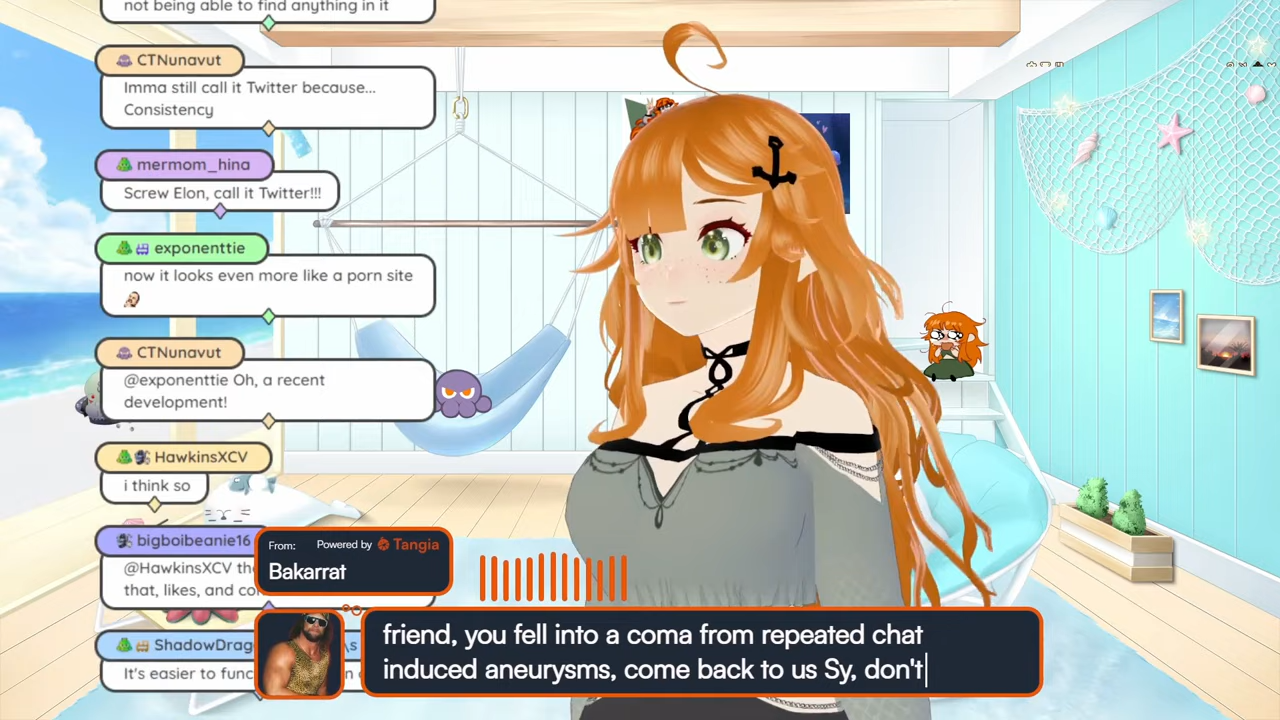 not being able to find anything in it
CTNunavut
Imma still call it Twitter because...
Consistency
mermom_hina
Screw Elon, call it Twitter!!!
exponenttie
now it looks even more like a porn site
CTNunavut
@exponenttie Oh, a recent
development!
HawkinsXCV
i think so
bigboibeanie16
@HawkinsXCV
that, likes, and
ShadowDrag
It's easier to func
From:
Powered by Tangia
Bakarrat
friend, you fell into a coma from repeated chat
induced aneurysms, come back to us Sy, don't